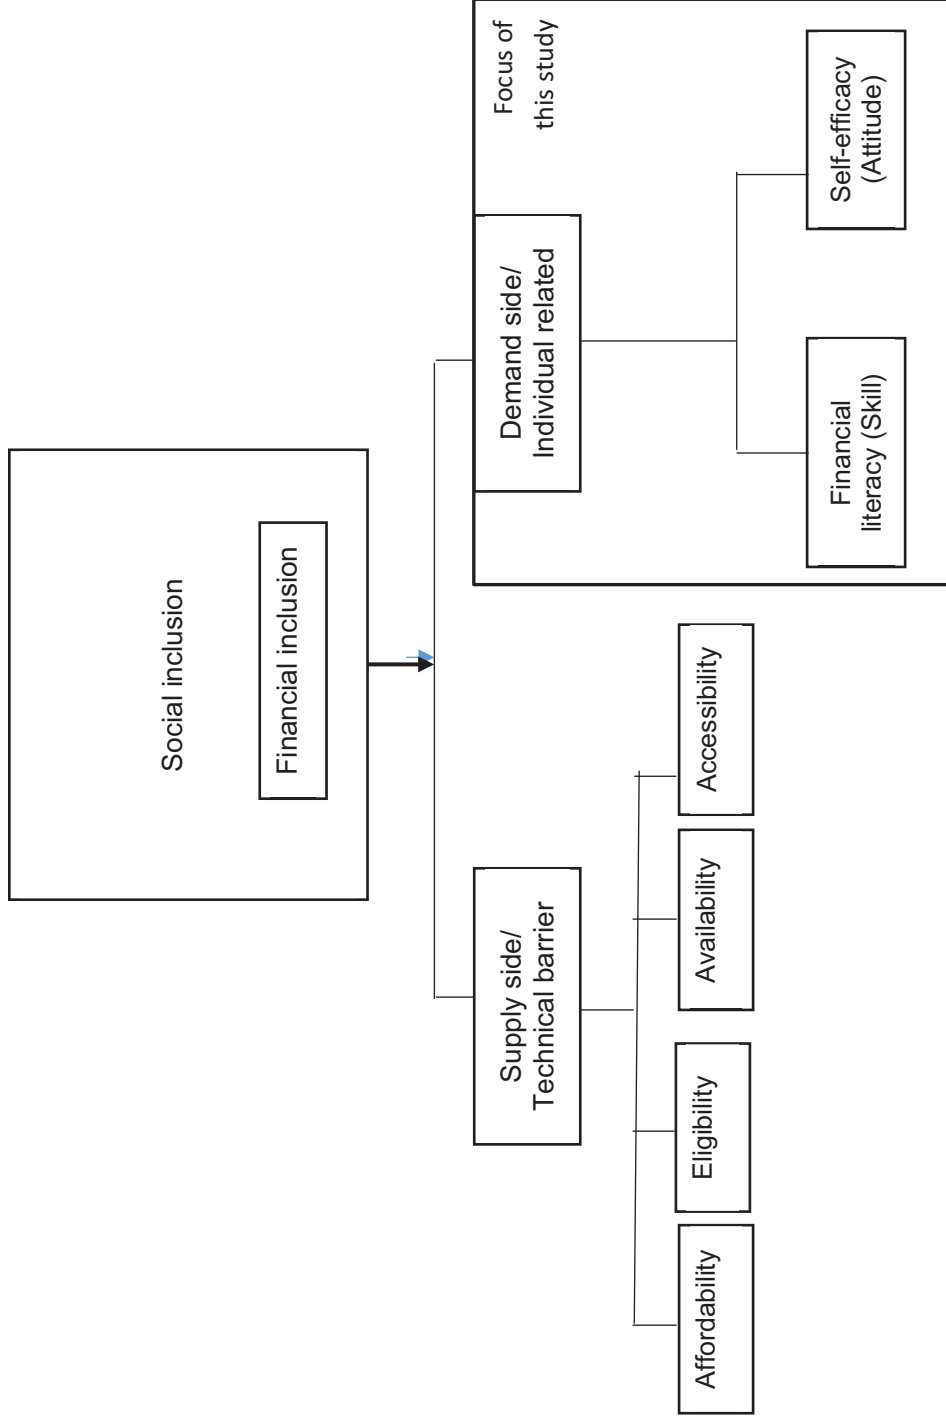 Social inclusion
Financial inclusion
Supply side/
Technical barrier
Demand side/
Individual related
Focus of
this study
Affordability
Eligibility
Availability
Accessibility
Financial
literacy (Skill)
Self-efficacy
(Attitude)